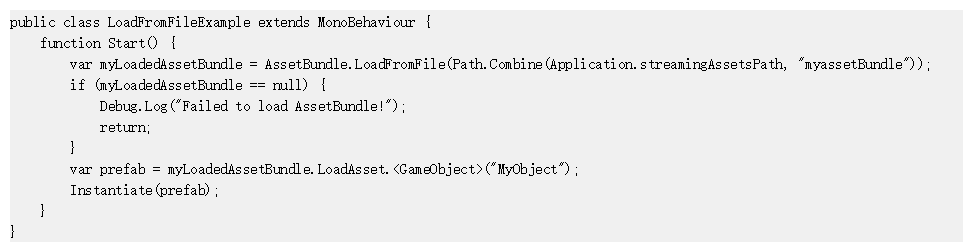 public class LoadFromFileExample extends MonoBehaviour {
    function Start() {
        var myLoadedAssetBundle = AssetBundle.LoadFromFile(Path.Combine(Application.streamingAssetsPath, "myassetBundle"));
        if (myLoadedAssetBundle == null) {
            Debug.Log("Failed to load AssetBundle!");
            return;
        }
        var prefab = myLoadedAssetBundle.LoadAsset.<GameObject>("MyObject");
        Instantiate(prefab);
    }
}